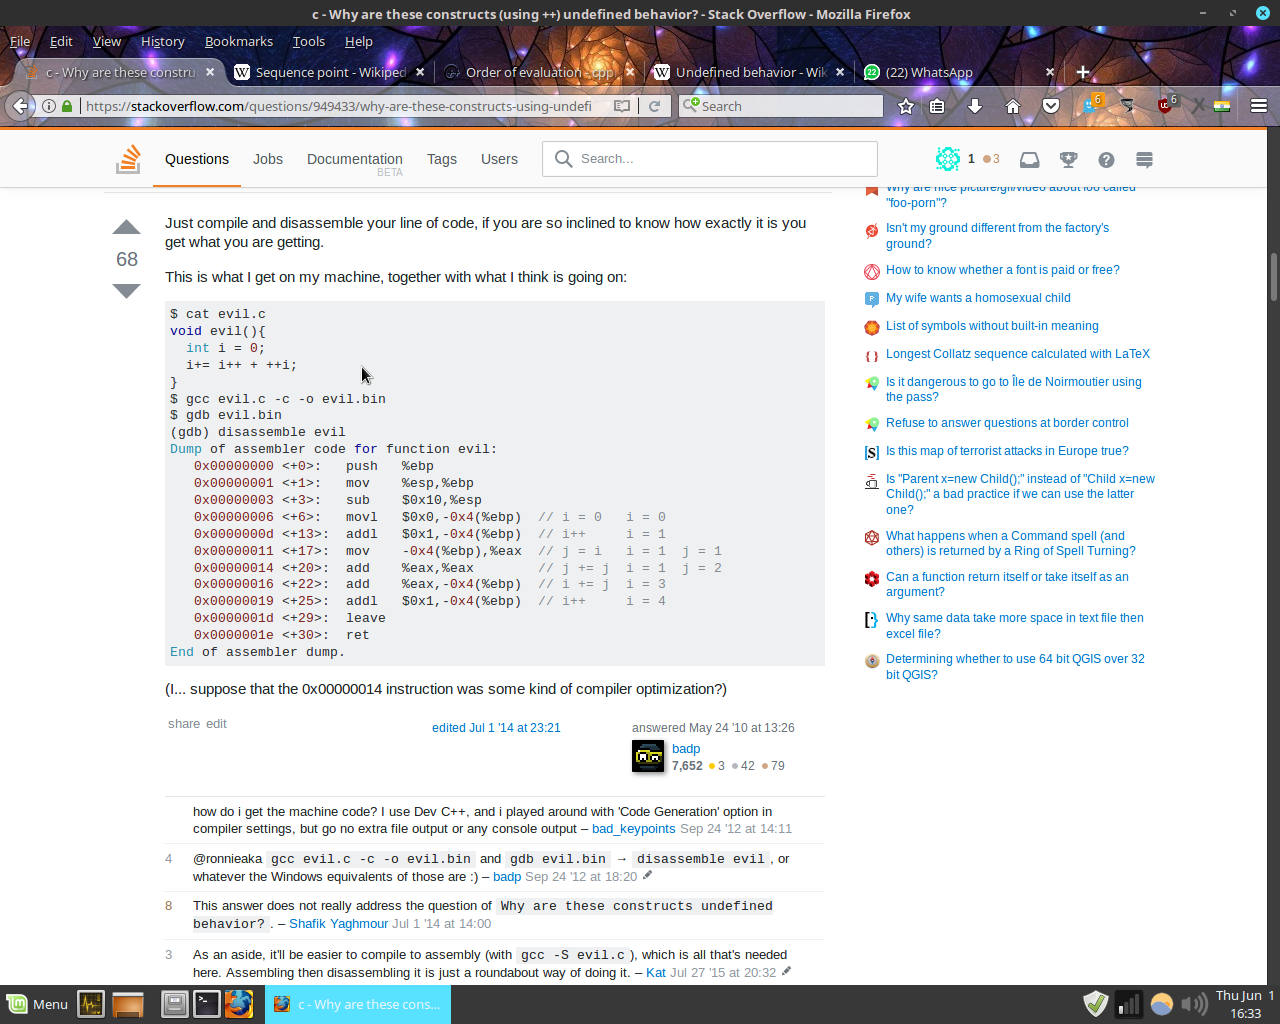 c - Why are these constructs (using ++) undefined behavior? - Stack Overflow - Mozilla Firefox
File Edit View History Bookmarks Tools Help
c - Why are these constru × Sequence point - Wikiped × Order of evaluation - cpp × Undefined behavior - Wik × (22) WhatsApp ×
https://stackoverflow.com/questions/949433/why-are-these-constructs-using-undefi Search 6 6
Questions Jobs Documentation Tags Users Search... 1 3
BETA
Why are nice picture/gif/video about foo called
"foo-porn"?
Isn't my ground different from the factory's
ground?
How to know whether a font is paid or free?
My wife wants a homosexual child
List of symbols without built-in meaning
Longest Collatz sequence calculated with LaTeX
Is it dangerous to go to Île de Noirmoutier using
the pass?
Refuse to answer questions at border control
Is this map of terrorist attacks in Europe true?
Is "Parent x=new Child();" instead of "Child x=new
Child();" a bad practice if we can use the latter
one?
What happens when a Command spell (and
others) is returned by a Ring of Spell Turning?
Can a function return itself or take itself as an
argument?
Why same data take more space in text file then
excel file?
Determining whether to use 64 bit QGIS over 32
bit QGIS?
68
Just compile and disassemble your line of code, if you are so inclined to know how exactly it is you
get what you are getting.
This is what I get on my machine, together with what I think is going on:
$ cat evil.c
void evil(){
  int i = 0;
  i+= i++ + ++i;
}
$ gcc evil.c -c -o evil.bin
$ gdb evil.bin
(gdb) disassemble evil
Dump of assembler code for function evil:
   0x00000000 <+0>:   push   %ebp
   0x00000001 <+1>:   mov    %esp,%ebp
   0x00000003 <+3>:   sub    $0x10,%esp
   0x00000006 <+6>:   movl   $0x0,-0x4(%ebp)  // i = 0   i = 0
   0x0000000d <+13>:  addl   $0x1,-0x4(%ebp)  // i++     i = 1
   0x00000011 <+17>:  mov    -0x4(%ebp),%eax  // j = i   i = 1  j = 1
   0x00000014 <+20>:  add    %eax,%eax        // j += j  i = 1  j = 2
   0x00000016 <+22>:  add    %eax,-0x4(%ebp)  // i += j  i = 3
   0x00000019 <+25>:  addl   $0x1,-0x4(%ebp)  // i++     i = 4
   0x0000001d <+29>:  leave
   0x0000001e <+30>:  ret
End of assembler dump.
(I... suppose that the 0x00000014 instruction was some kind of compiler optimization?)
share edit edited Jul 1 '14 at 23:21 answered May 24 '10 at 13:26
badp
7,652 3 42 79
how do i get the machine code? I use Dev C++, and i played around with 'Code Generation' option in
compiler settings, but go no extra file output or any console output – bad_keypoints Sep 24 '12 at 14:11
4 @ronnieaka gcc evil.c -c -o evil.bin and gdb evil.bin → disassemble evil , or
whatever the Windows equivalents of those are :) – badp Sep 24 '12 at 18:20
8 This answer does not really address the question of Why are these constructs undefined
behavior? . – Shafik Yaghmour Jul 1 '14 at 14:00
3 As an aside, it'll be easier to compile to assembly (with gcc -S evil.c ), which is all that's needed
here. Assembling then disassembling it is just a roundabout way of doing it. – Kat Jul 27 '15 at 20:32
Menu c - Why are these cons... Thu Jun 1
16:33